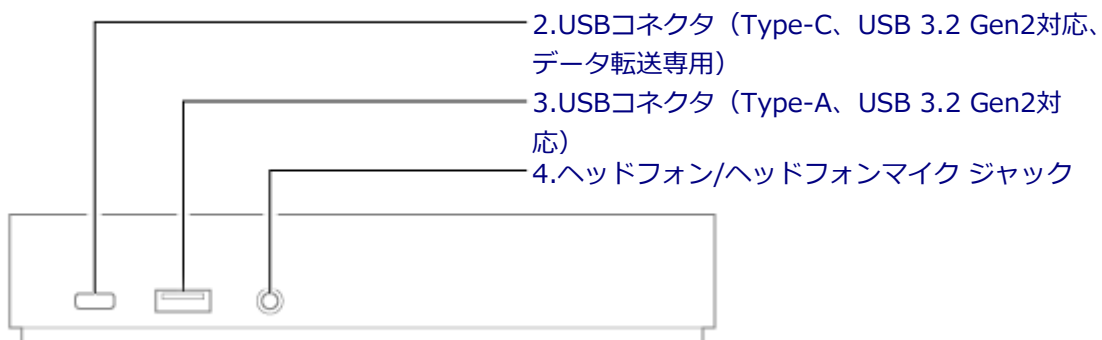 2.USBコネクタ（Type-C、USB 3.2 Gen2対応、
データ転送専用）
3.USBコネクタ（Type-A、USB 3.2 Gen2対
応）
4.ヘッドフォン/ヘッドフォンマイク ジャック